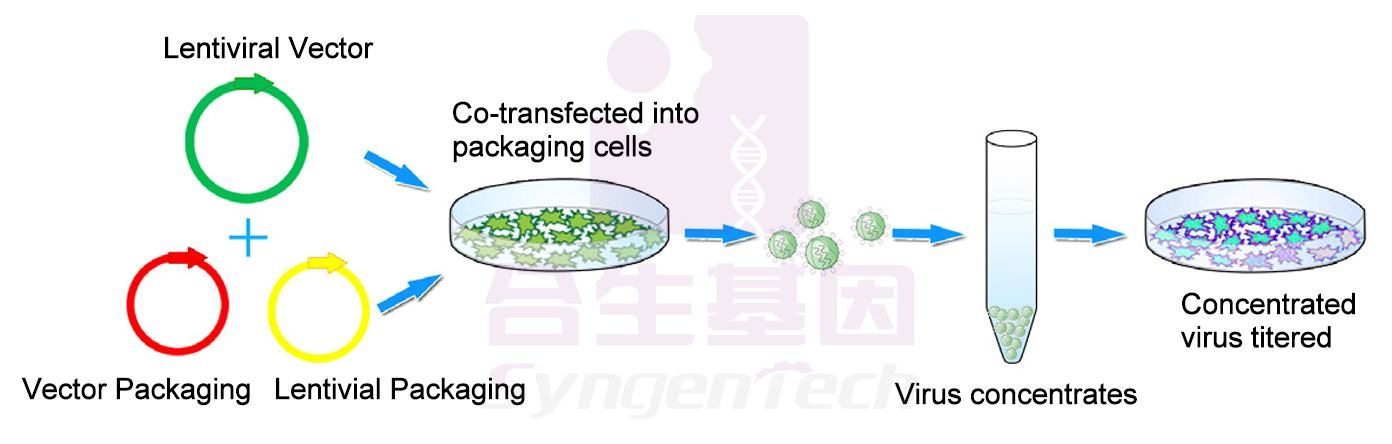 Lentiviral Vector
Co-transfected into
packaging cells
Vector Packaging
Lentivial Packaging
Virus concentrates
Concentrated
virus titered
合生基因
SyngenTech